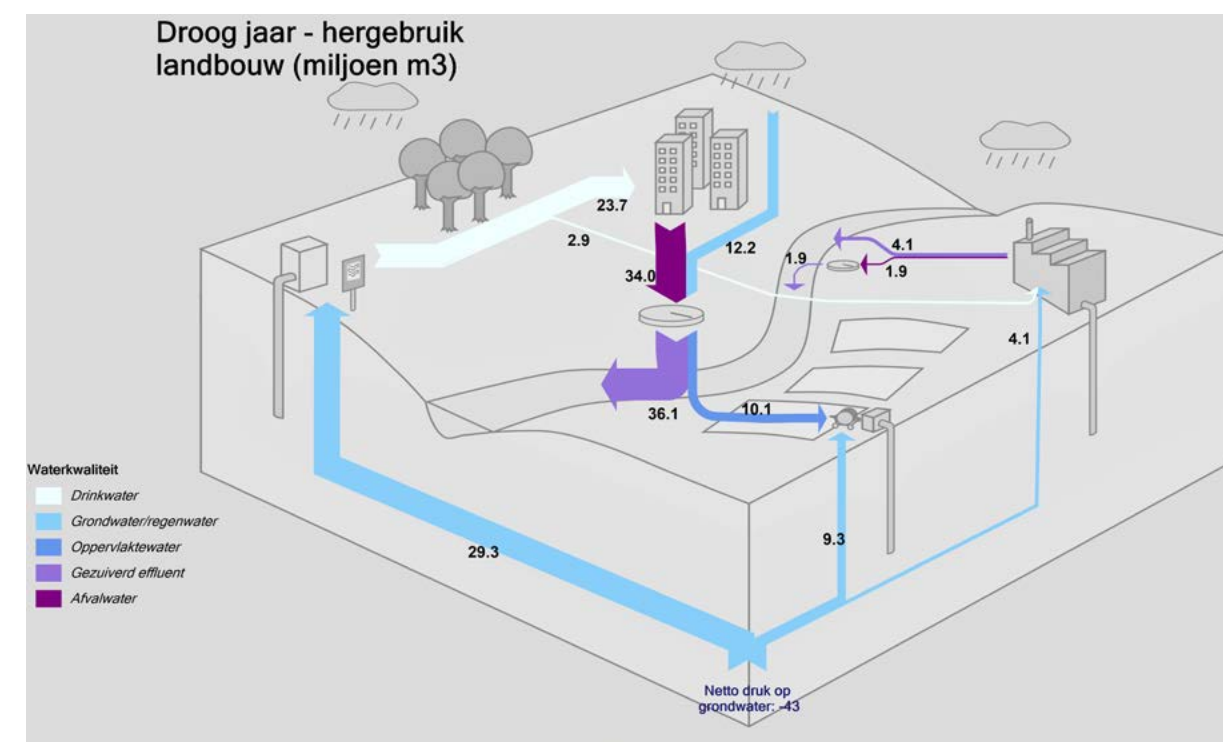 Droog jaar - hergebruik
landbouw (miljoen m3)
23.7
2.9
12.2
34.0
4.1
1.9
1.9
4.1
36.1
10.1
9.3
29.3
Waterkwaliteit
Drinkwater
Grondwater/regenwater
Oppervlaktewater
Gezuiverd effluent
Afvalwater
Netto druk op
grondwater: -43